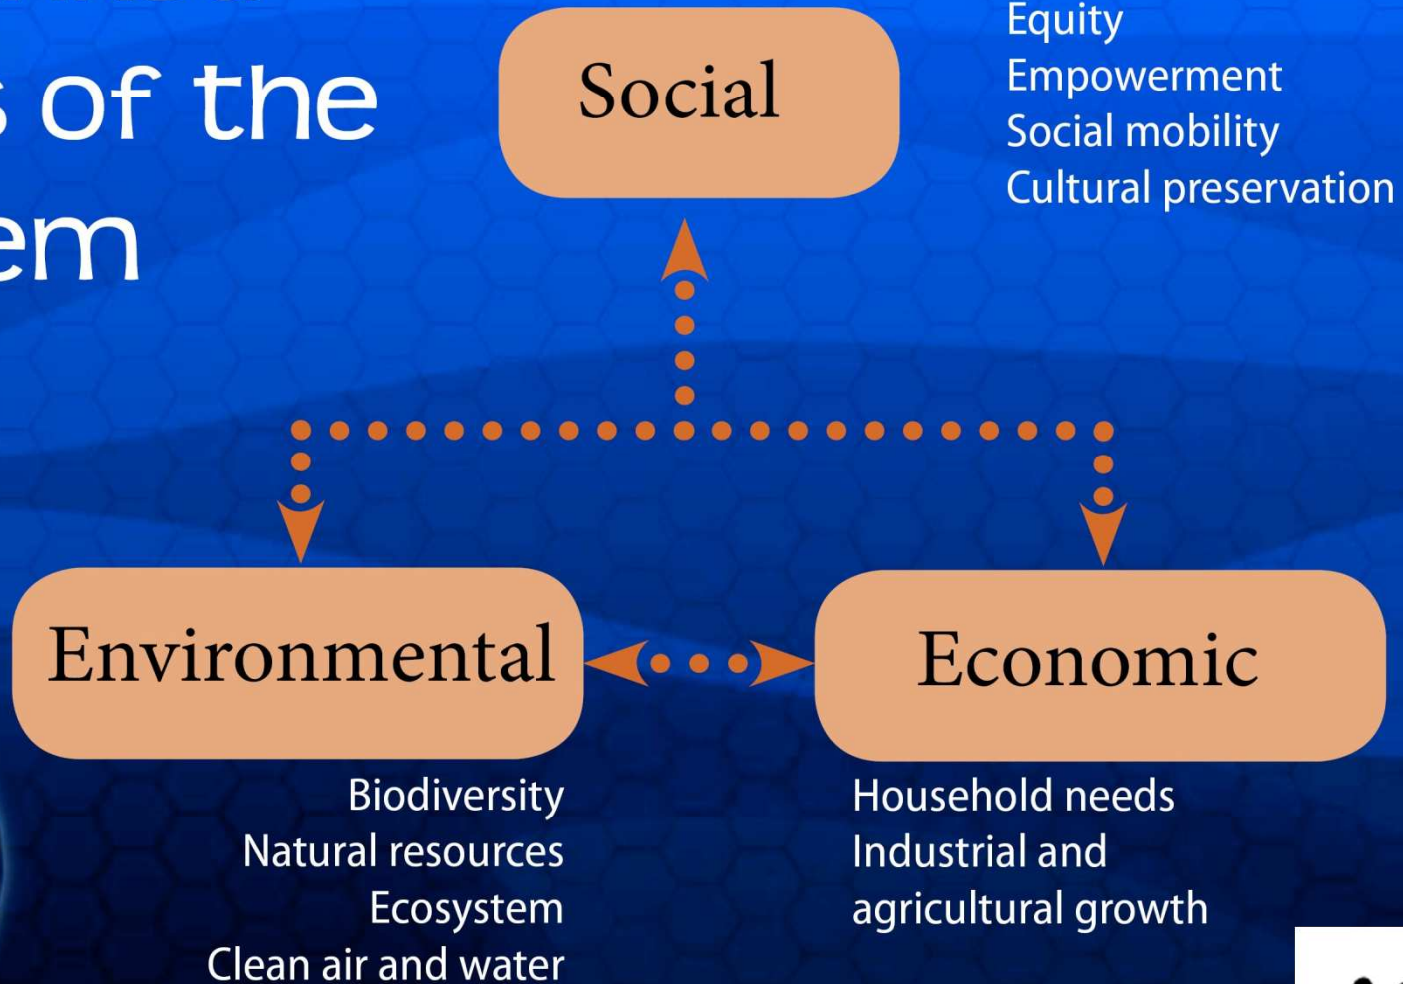 of the
Social
Equity
Empowerment
Social mobility
Cultural preservation
Environmental
Economic
Biodiversity
Natural resources
Ecosystem
Clean air and water
Household needs
Industrial and
agricultural growth